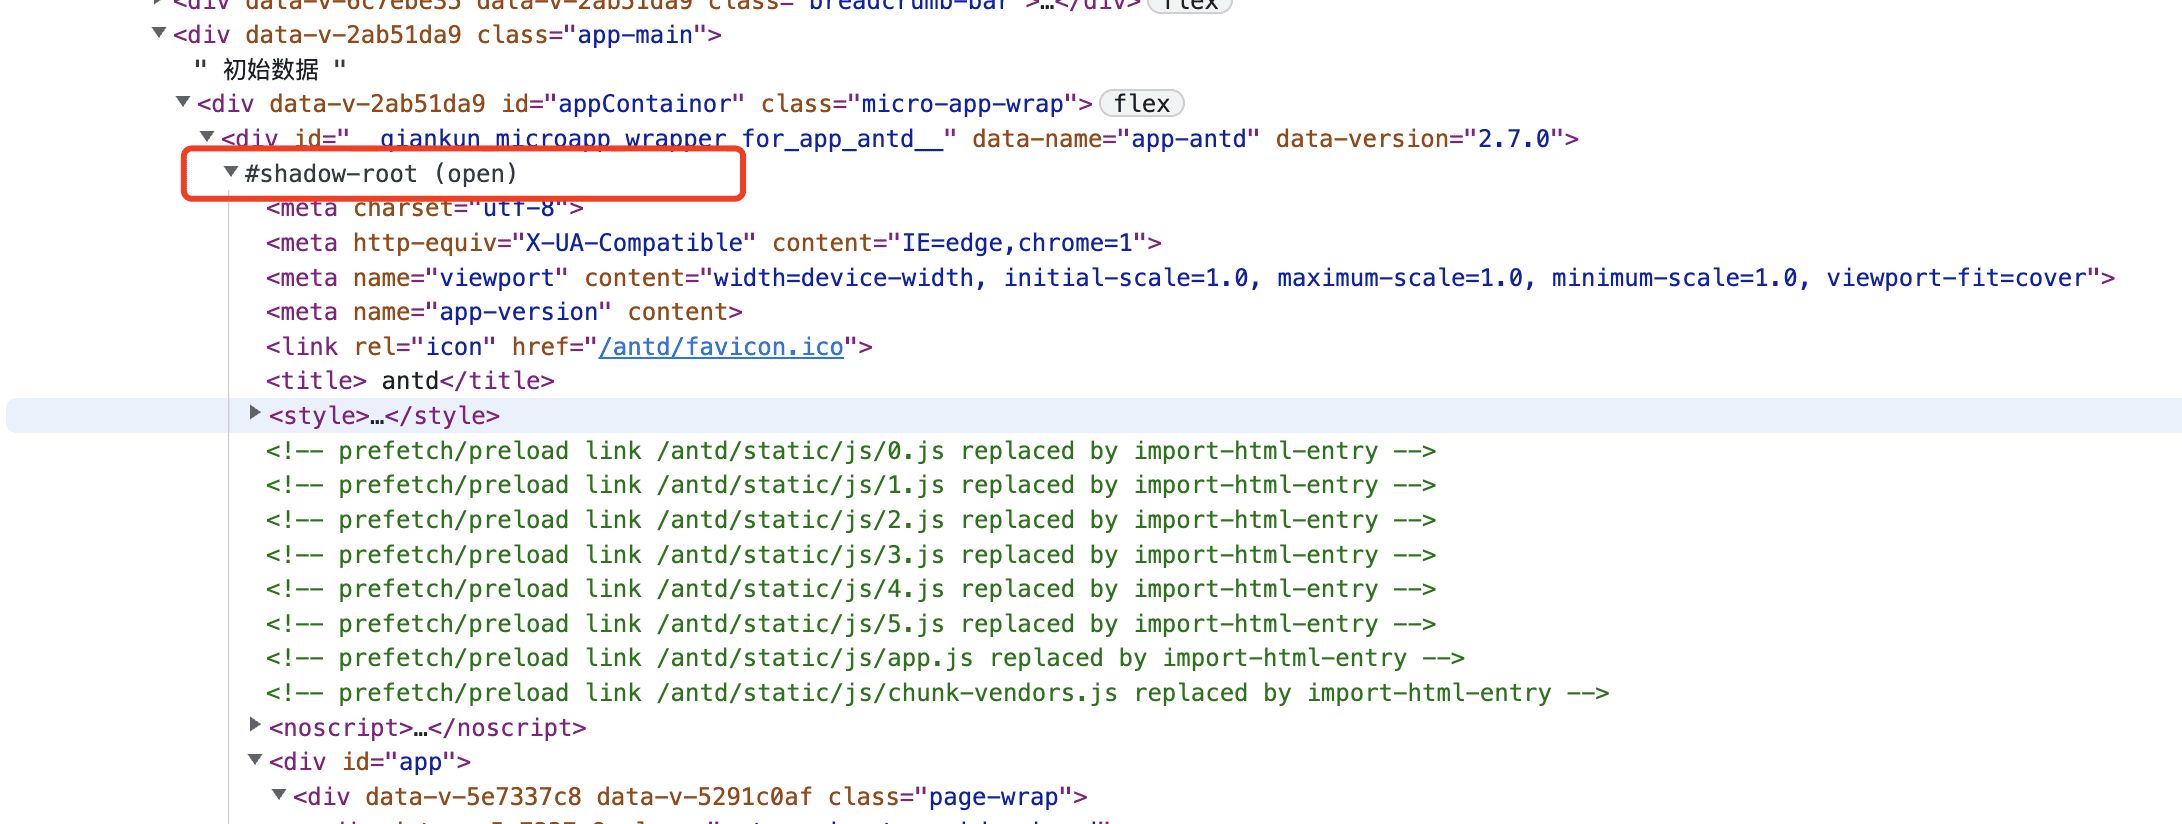 <div data-v-6c7ebe35 data-v-2ab51da9 class="breadcrumb-bar">…</div> flex
<div data-v-2ab51da9 class="app-main">
" 初始数据 "
<div data-v-2ab51da9 id="appContainor" class="micro-app-wrap"> flex
<div id="__qiankun_microapp_wrapper_for_app_antd__" data-name="app-antd" data-version="2.7.0">
#shadow-root (open)
<meta charset="utf-8">
<meta http-equiv="X-UA-Compatible" content="IE=edge,chrome=1">
<meta name="viewport" content="width=device-width, initial-scale=1.0, maximum-scale=1.0, minimum-scale=1.0, viewport-fit=cover">
<meta name="app-version" content>
<link rel="icon" href="/antd/favicon.ico">
<title> antd</title>
<style>…</style>
<!-- prefetch/preload link /antd/static/js/0.js replaced by import-html-entry -->
<!-- prefetch/preload link /antd/static/js/1.js replaced by import-html-entry -->
<!-- prefetch/preload link /antd/static/js/2.js replaced by import-html-entry -->
<!-- prefetch/preload link /antd/static/js/3.js replaced by import-html-entry -->
<!-- prefetch/preload link /antd/static/js/4.js replaced by import-html-entry -->
<!-- prefetch/preload link /antd/static/js/5.js replaced by import-html-entry -->
<!-- prefetch/preload link /antd/static/js/app.js replaced by import-html-entry -->
<!-- prefetch/preload link /antd/static/js/chunk-vendors.js replaced by import-html-entry -->
<noscript>…</noscript>
<div id="app">
<div data-v-5e7337c8 data-v-5291c0af class="page-wrap">